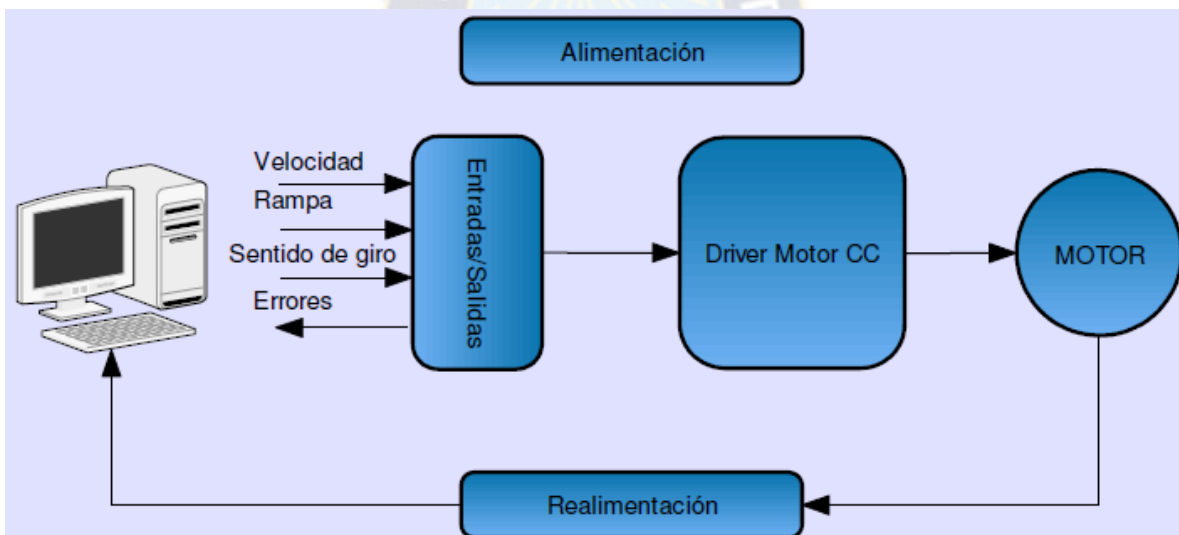 Alimentación
Velocidad
Rampa
Sentido de giro
Errores
Entradas/Salidas
Driver Motor CC
MOTOR
Realimentación